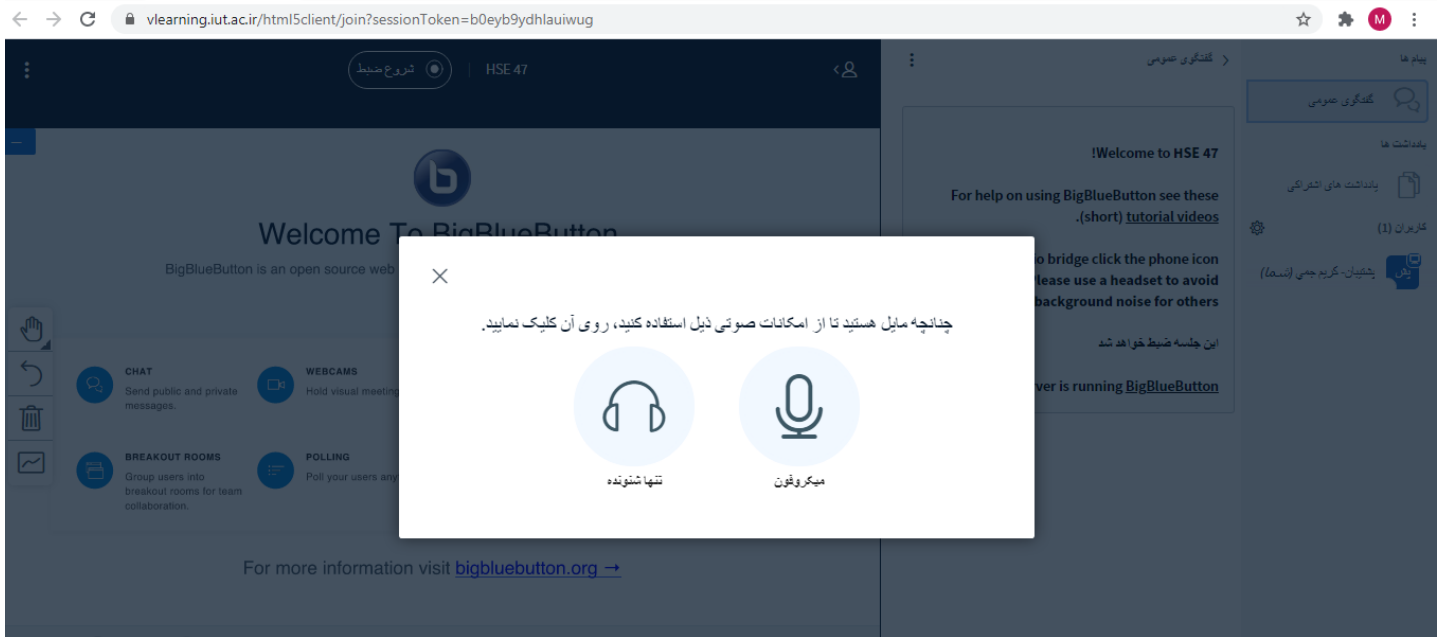 vlearning.iut.ac.ir/html5client/join?sessionToken=b0eyb9ydhlauiwug
M
پیام ها
گفتگوی عمومی
یادداشت ها
یادداشت های اشتراکی
کاربران (1)
پش
پشتیبان- کریم جمی (شما)
گفتگوی عمومی
Welcome to HSE 47!
For help on using BigBlueButton see these
(short) tutorial videos.
o bridge click the phone icon
lease use a headset to avoid
background noise for others
این جلسه ضبط خواهد شد
ver is running BigBlueButton
HSE 47
شروع ضبط
Welcome To BigBlueButton
BigBlueButton is an open source web
CHAT
Send public and private
messages.
WEBCAMS
Hold visual meeting
BREAKOUT ROOMS
Group users into
breakout rooms for team
collaboration.
POLLING
Poll your users any
For more information visit bigbluebutton.org →
چنانچه مایل هستید تا از امکانات صوتی ذیل استفاده کنید، روی آن کلیک نمایید.
میکروفون
تنها شنونده